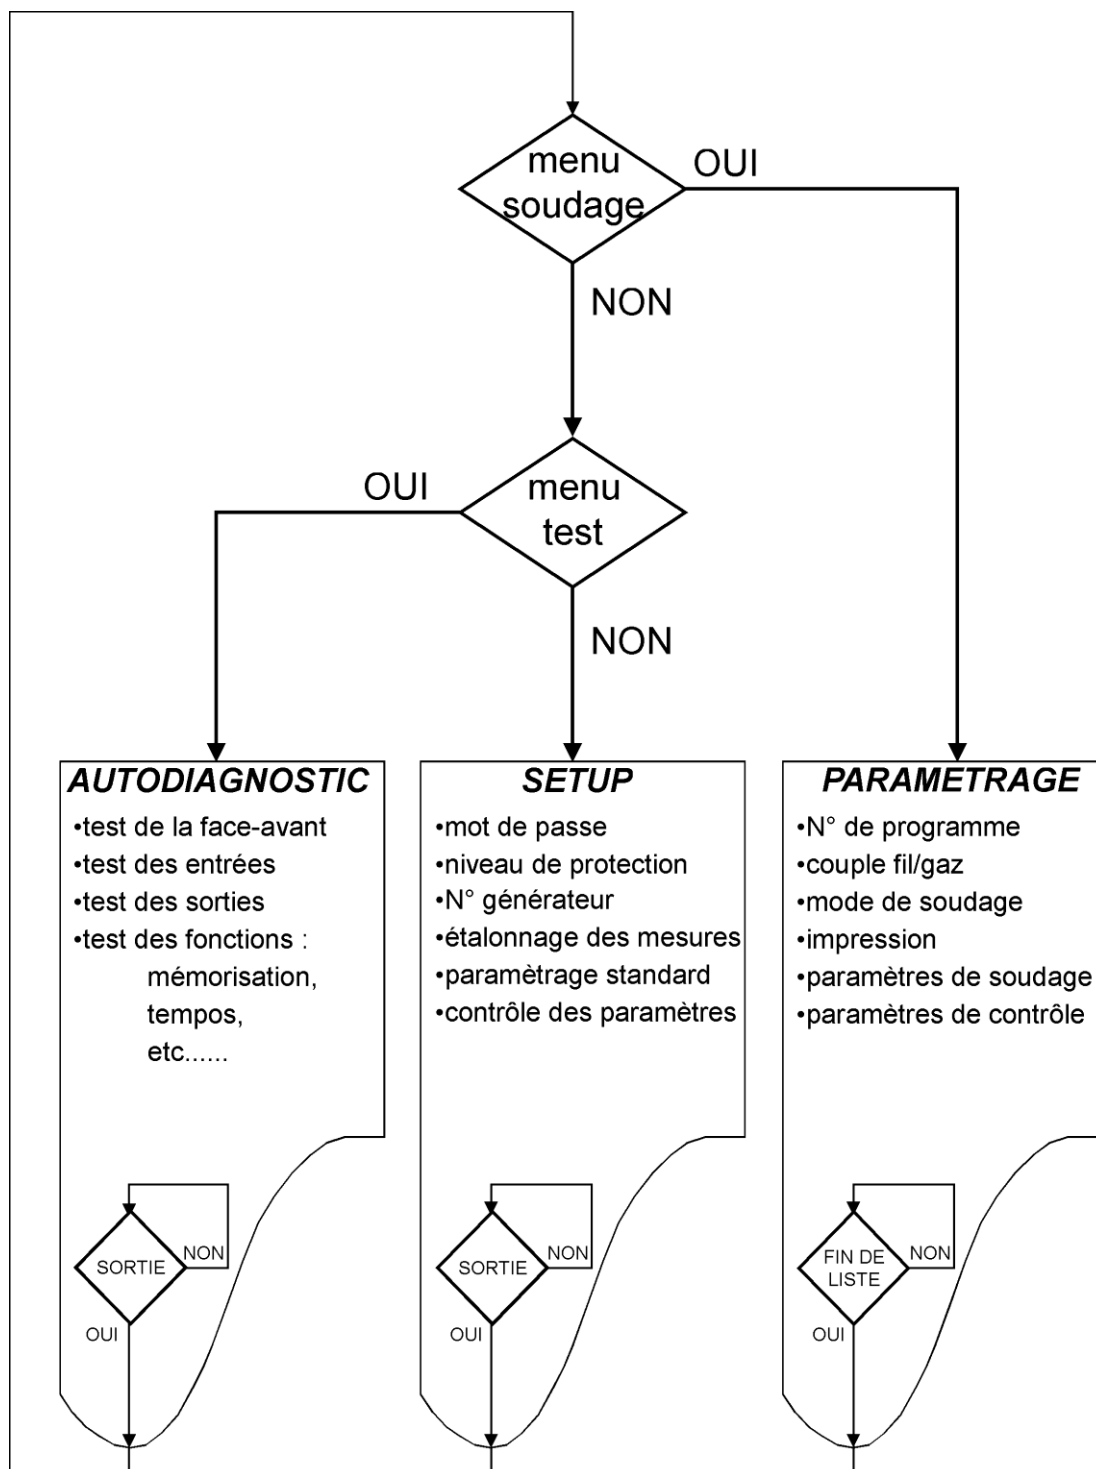 menu
soudage
OUI
NON
OUI
menu
test
NON
AUTODIAGNOSTIC
•test de la face-avant
•test des entrées
•test des sorties
•test des fonctions :
mémorisation,
tempos,
etc......
SORTIE
NON
OUI
SETUP
•mot de passe
•niveau de protection
•N° générateur
•étalonnage des mesures
•paramètrage standard
•contrôle des paramètres
SORTIE
NON
OUI
PARAMETRAGE
•N° de programme
•couple fil/gaz
•mode de soudage
•impression
•paramètres de soudage
•paramètres de contrôle
FIN DE
LISTE
NON
OUI